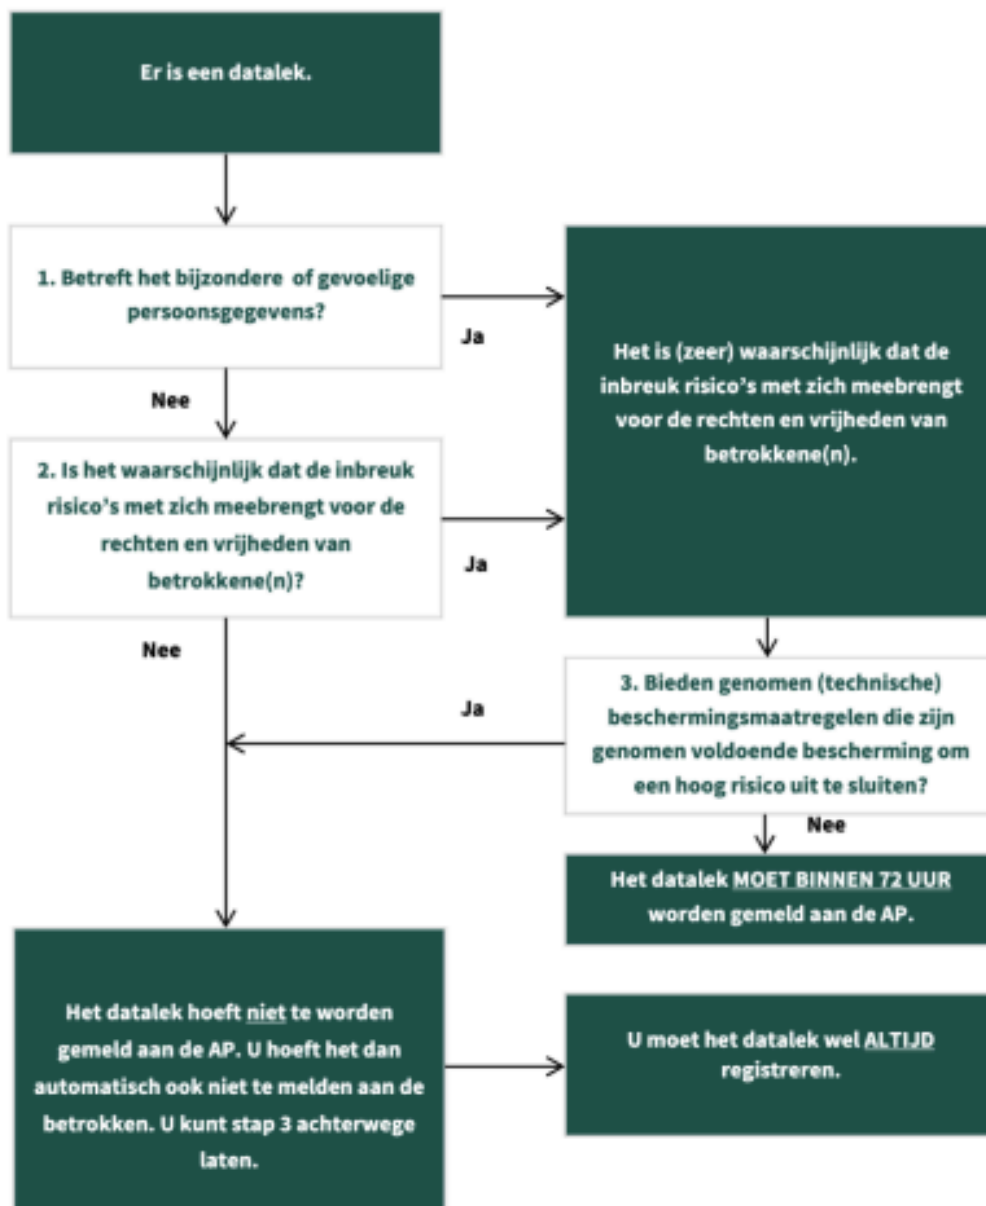 Er is een datalek.
1. Betreft het bijzondere of gevoelige
persoonsgegevens?
Ja
Nee
Het is (zeer) waarschijnlijk dat de
inbreuk risico's met zich meebrengt
voor de rechten en vrijheden van
betrokkene(n).
2. Is het waarschijnlijk dat de inbreuk
risico's met zich meebrengt voor de
rechten en vrijheden van
betrokkene(n)?
Ja
Nee
3. Bieden genomen (technische)
beschermingsmaatregelen die zijn
genomen voldoende bescherming om
een hoog risico uit te sluiten?
Ja
Nee
Het datalek MOET BINNEN 72 UUR
worden gemeld aan de AP.
Het datalek hoeft niet te worden
gemeld aan de AP. U hoeft het dan
automatisch ook niet te melden aan de
betrokken. U kunt stap 3 achterwege
laten.
U moet het datalek wel ALTIJD
registreren.